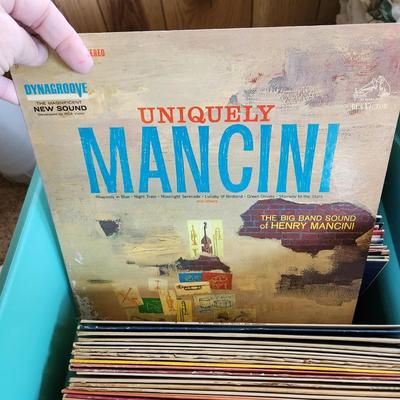 STEREO
DYNAGROOVE
THE MAGNIFICENT
NEW SOUND
Developed by RCA Victor
RCA VICTOR
UNIQUELY
MANCINI
Rhapsody in Blue • Night Train • Moonlight Serenade • Lullaby of Birdland • Green Onions • Stairway to the Stars
and others
THE BIG BAND SOUND
of HENRY MANCINI